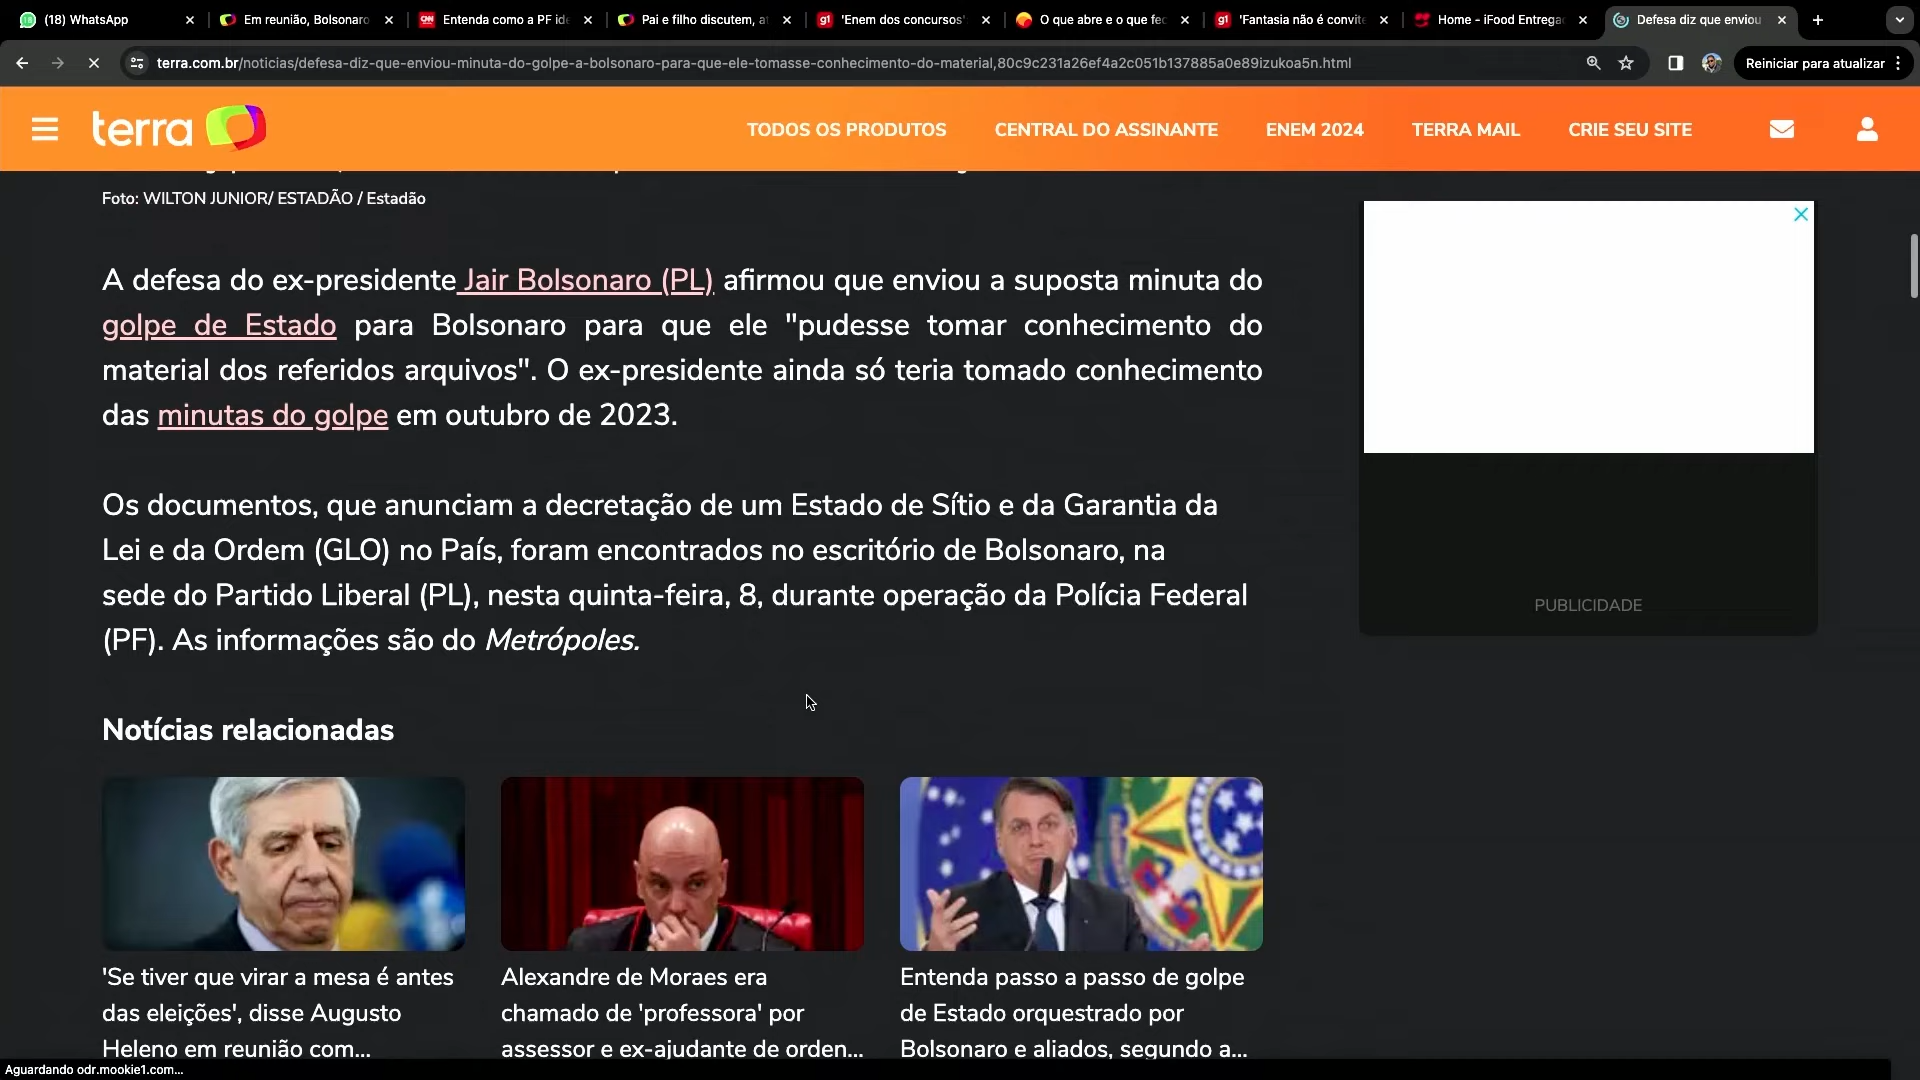 (18) WhatsApp
Em reunião, Bolsonaro
Entenda como a PF ide
Pai e filho discutem, at
'Enem dos concursos'
O que abre e o que fec
'Fantasia não é convite
Home - iFood Entrega
Defesa diz que enviou
terra.com.br/noticias/defesa-diz-que-enviou-minuta-do-golpe-a-bolsonaro-para-que-ele-tomasse-conhecimento-do-material,80c9c231a26ef4a2c051b137885a0e89izukoa5n.html
Reiniciar para atualizar
terra
TODOS OS PRODUTOS
CENTRAL DO ASSINANTE
ENEM 2024
TERRA MAIL
CRIE SEU SITE
Foto: WILTON JUNIOR/ ESTADÃO / Estadão
A defesa do ex-presidente Jair Bolsonaro (PL) afirmou que enviou a suposta minuta do
golpe de Estado para Bolsonaro para que ele "pudesse tomar conhecimento do
material dos referidos arquivos". O ex-presidente ainda só teria tomado conhecimento
das minutas do golpe em outubro de 2023.
Os documentos, que anunciam a decretação de um Estado de Sítio e da Garantia da
Lei e da Ordem (GLO) no País, foram encontrados no escritório de Bolsonaro, na
sede do Partido Liberal (PL), nesta quinta-feira, 8, durante operação da Polícia Federal
(PF). As informações são do Metrópoles.
PUBLICIDADE
Notícias relacionadas
'Se tiver que virar a mesa é antes
das eleições', disse Augusto
Heleno em reunião com...
Alexandre de Moraes era
chamado de 'professora' por
assessor e ex-ajudante de orden...
Entenda passo a passo de golpe
de Estado orquestrado por
Bolsonaro e aliados, segundo a...
Aguardando odr.mookie1.com...